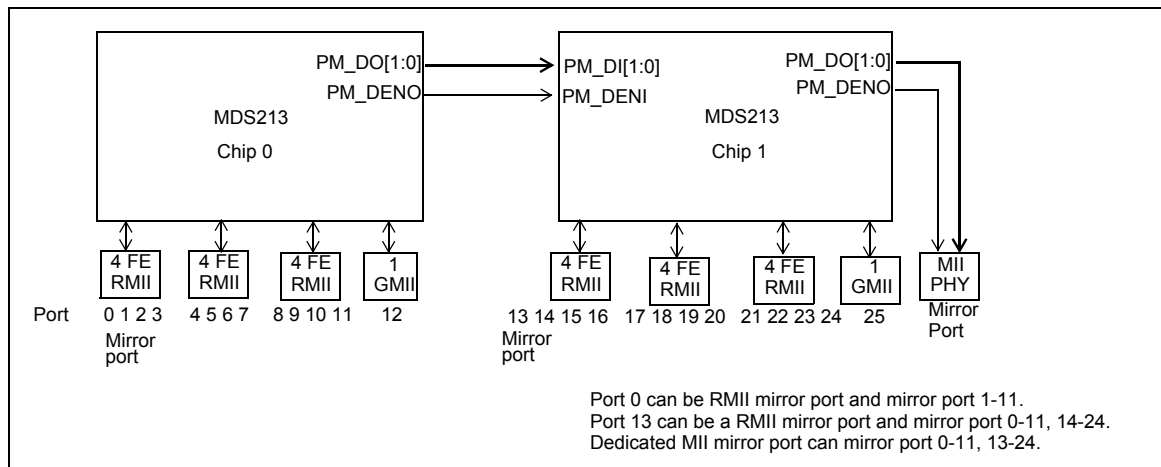 PM_DO[1:0]
PM_DENO
MDS213
Chip 0
PM_DI[1:0]
PM_DENI
PM_DO[1:0]
PM_DENO
MDS213
Chip 1
4 FE
RMII
4 FE
RMII
4 FE
RMII
1
GMII
4 FE
RMII
4 FE
RMII
4 FE
RMII
1
GMII
MII
PHY
Port 0 1 2 3 4 5 6 7 8 9 10 11 12 13 14 15 16 17 18 19 20 21 22 23 24 25
Mirror
Port
Mirror
port
Mirror
port
Port 0 can be RMII mirror port and mirror port 1-11.
Port 13 can be a RMII mirror port and mirror port 0-11, 14-24.
Dedicated MII mirror port can mirror port 0-11, 13-24.